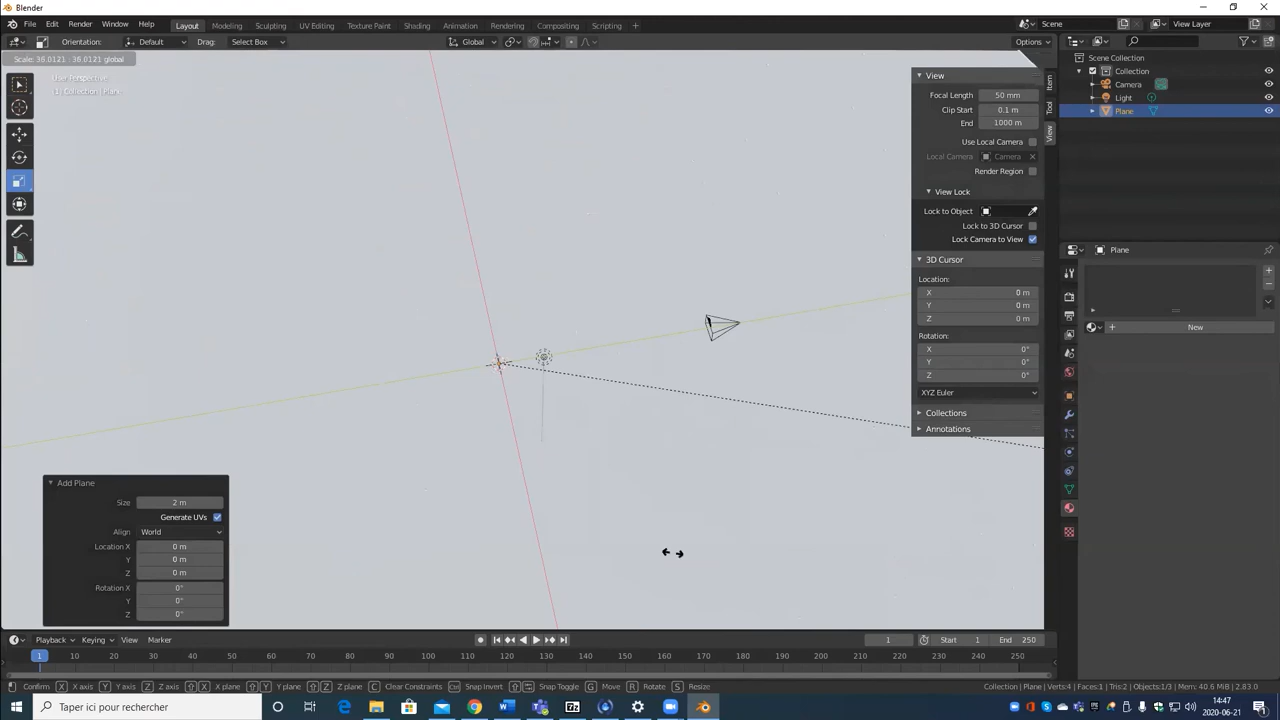 Blender
File Edit Render Window Help Layout Modeling Sculpting UV Editing Texture Paint Shading Animation Rendering Compositing Scripting + Scene View Layer
Orientation: Default Drag: Select Box Global Options
Scale: 36.0121 : 36.0121 global
User Perspective
(1) Collection | Plane
View
Focal Length 50 mm
Clip Start 0.1 m
End 1000 m
Use Local Camera
Local Camera Camera
Render Region
View Lock
Lock to Object
Lock to 3D Cursor
Lock Camera to View
3D Cursor
Location:
X 0 m
Y 0 m
Z 0 m
Rotation:
X 0°
Y 0°
Z 0°
XYZ Euler
Collections
Annotations
Item
Tool
View
Scene Collection
Collection
Camera
Light
Plane
Plane
New
Add Plane
Size 2 m
Generate UVs
Align World
Location X 0 m
Y 0 m
Z 0 m
Rotation X 0°
Y 0°
Z 0°
Playback Keying View Marker 1 Start 1 End 250
1 10 20 30 40 50 60 70 80 90 100 110 120 130 140 150 160 170 180 190 200 210 220 230 240 250
Confirm X X axis Y Y axis Z Z axis X X plane Y Y plane Z Z plane C Clear Constraints Ctrl Snap Invert Snap Toggle G Move R Rotate S Resize Collection | Plane | Verts:4 | Faces:1 | Tris:2 | Objects:1/3 | Mem: 40.6 MiB | 2.83.0
Taper ici pour rechercher
14:47
2020-06-21